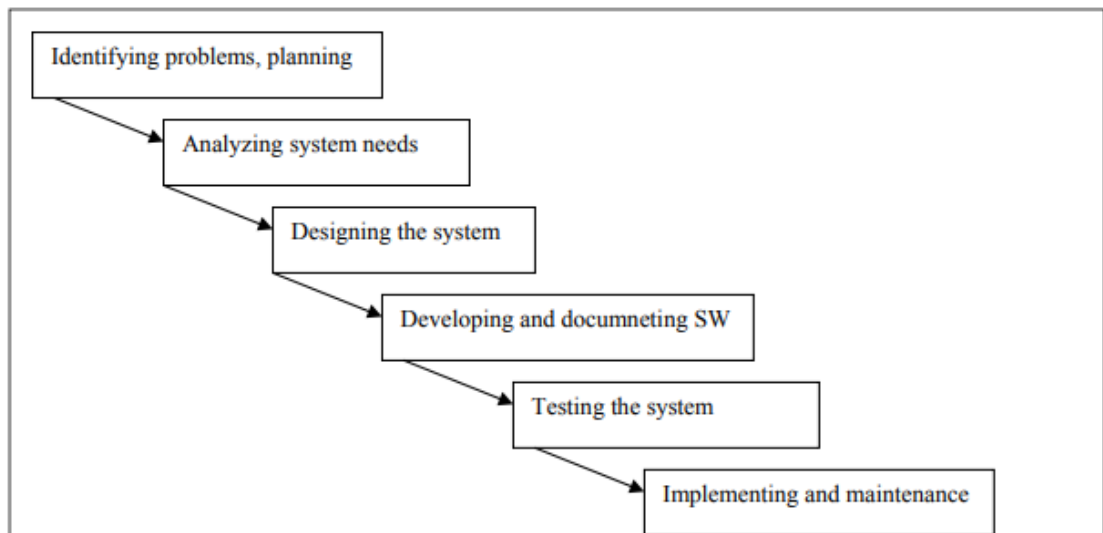 Identifying problems, planning
Analyzing system needs
Designing the system
Developing and documneting SW
Testing the system
Implementing and maintenance